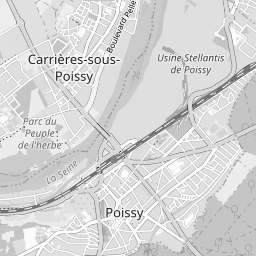 Boulevard Pelle
Carrières-sous-
Poissy
Usine Stellantis
de Poissy
Parc du
Peuple
de l'herbe
La Seine
Poissy